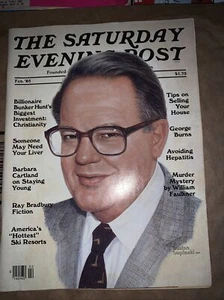 THE SATURDAY
EVENING POST
Founded
Feb. '85
$1.75
Billionaire
Bunker Hunt's
Biggest
Investment:
Christianity
Someone
May Need
Your Liver
Barbara
Cartland
on Staying
Young
Ray Bradbury
Fiction
America's
"Hottest"
Ski Resorts
Tips on
Selling
Your
House
George
Burns
Avoiding
Hepatitis
Murder
Mystery
by William
Faulkner